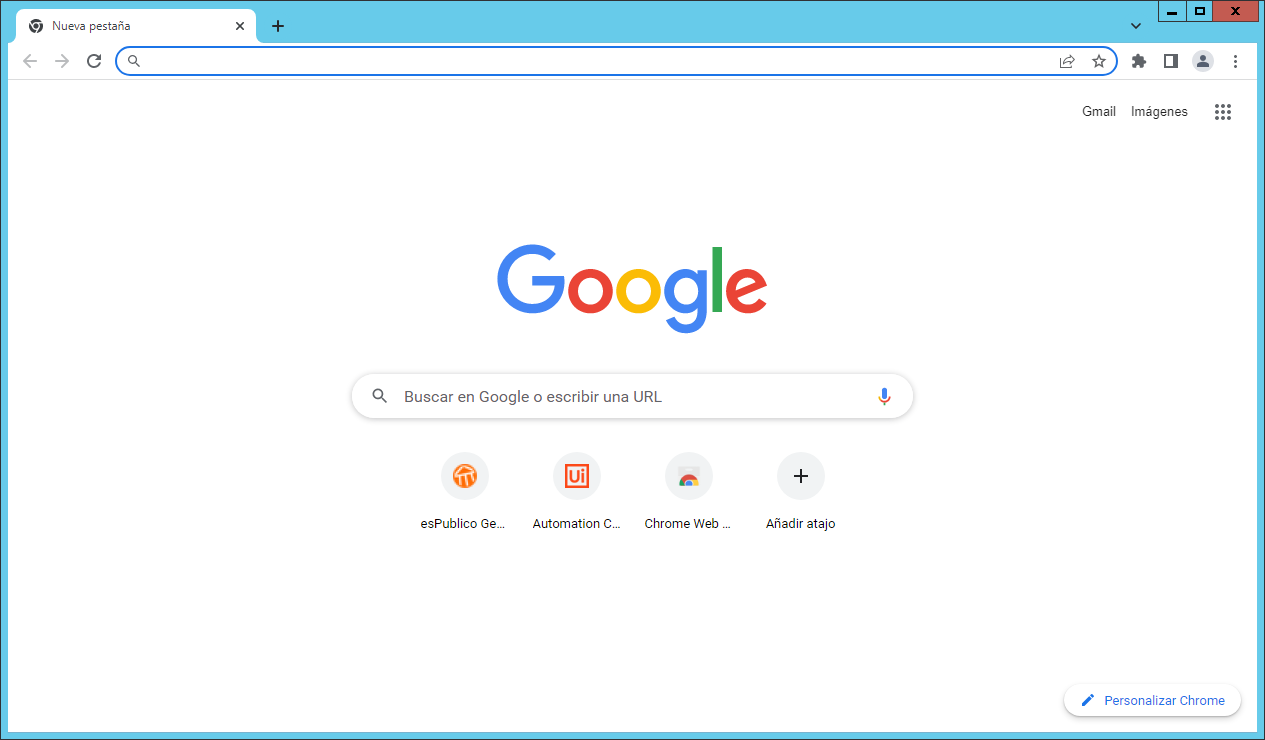 Nueva pestaña
Gmail Imágenes
Google
Buscar en Google o escribir una URL
Ui
esPublico Ge...
Automation C...
Chrome Web ...
Añadir atajo
Personalizar Chrome